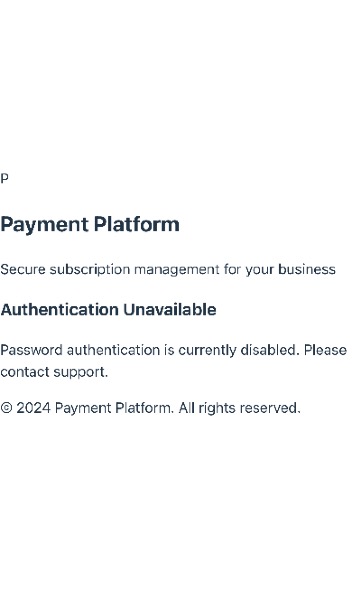 P
Payment Platform
Secure subscription management for your business
Authentication Unavailable
Password authentication is currently disabled. Please
contact support.
© 2024 Payment Platform. All rights reserved.